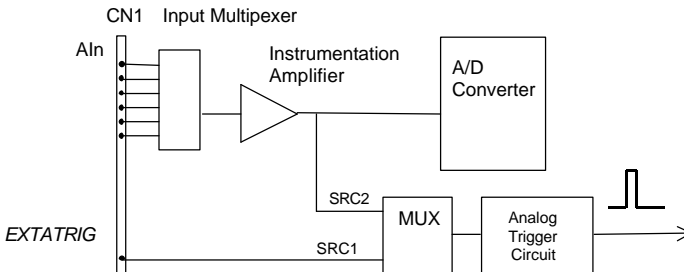 CN1 Input Multipexer
AIn
Instrumentation
Amplifier
A/D
Converter
SRC2
MUX
Analog
Trigger
Circuit
EXTATRIG
SRC1